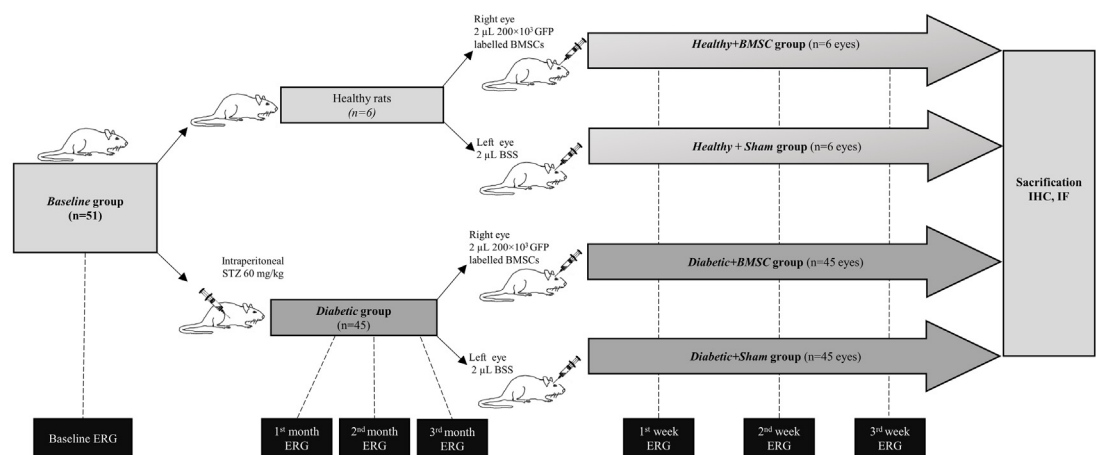 Right eye
2 µL 200×10³ GFP
labelled BMSCs
Healthy+BMSC group (n=6 eyes)
Healthy rats
(n=6)
Left eye
2 µL BSS
Healthy + Sham group (n=6 eyes)
Baseline group
(n=51)
Sacrification
IHC, IF
Intraperitoneal
STZ 60 mg/kg
Right eye
2 µL 200×10³ GFP
labelled BMSCs
Diabetic+BMSC group (n=45 eyes)
Diabetic group
(n=45)
Left eye
2 µL BSS
Diabetic+Sham group (n=45 eyes)
Baseline ERG
1st month
ERG
2nd month
ERG
3rd month
ERG
1st week
ERG
2nd week
ERG
3rd week
ERG